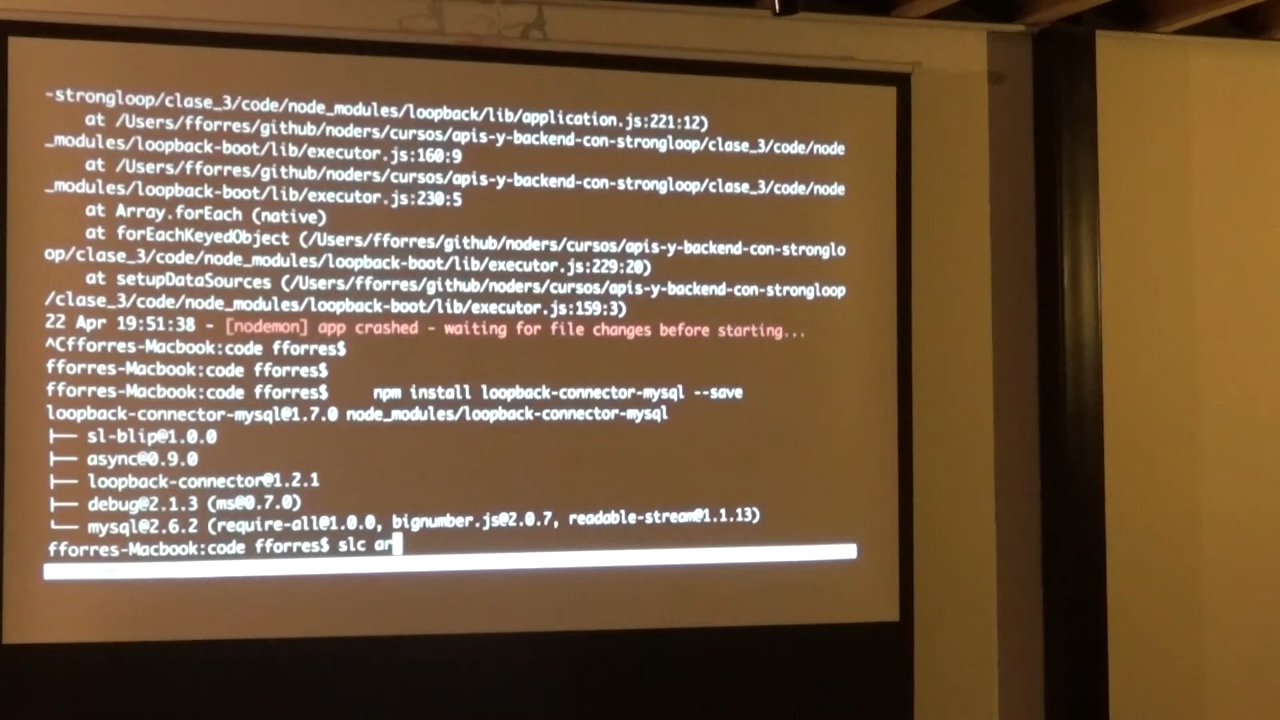 -strongloop/clase_3/code/node_modules/loopback/lib/application.js:221:12)
at /Users/fforres/github/noders/cursos/apis-y-backend-con-strongloop/clase_3/code/node
_modules/loopback-boot/lib/executor.js:160:9
at /Users/fforres/github/noders/cursos/apis-y-backend-con-strongloop/clase_3/code/node
_modules/loopback-boot/lib/executor.js:230:5
at Array.forEach (native)
at forEachKeyedObject (/Users/fforres/github/noders/cursos/apis-y-backend-con-stronglo
op/clase_3/code/node_modules/loopback-boot/lib/executor.js:229:20)
at setupDataSources (/Users/fforres/github/noders/cursos/apis-y-backend-con-strongloop
/clase_3/code/node_modules/loopback-boot/lib/executor.js:159:3)
22 Apr 19:51:38 - [nodemon] app crashed - waiting for file changes before starting...
^Cfforres-Macbook:code fforres$
fforres-Macbook:code fforres$
fforres-Macbook:code fforres$     npm install loopback-connector-mysql --save
loopback-connector-mysql@1.7.0 node_modules/loopback-connector-mysql
├── sl-blip@1.0.0
├── async@0.9.0
├── loopback-connector@1.2.1
├── debug@2.1.3 (ms@0.7.0)
└── mysql@2.6.2 (require-all@1.0.0, bignumber.js@2.0.7, readable-stream@1.1.13)
fforres-Macbook:code fforres$ slc ar